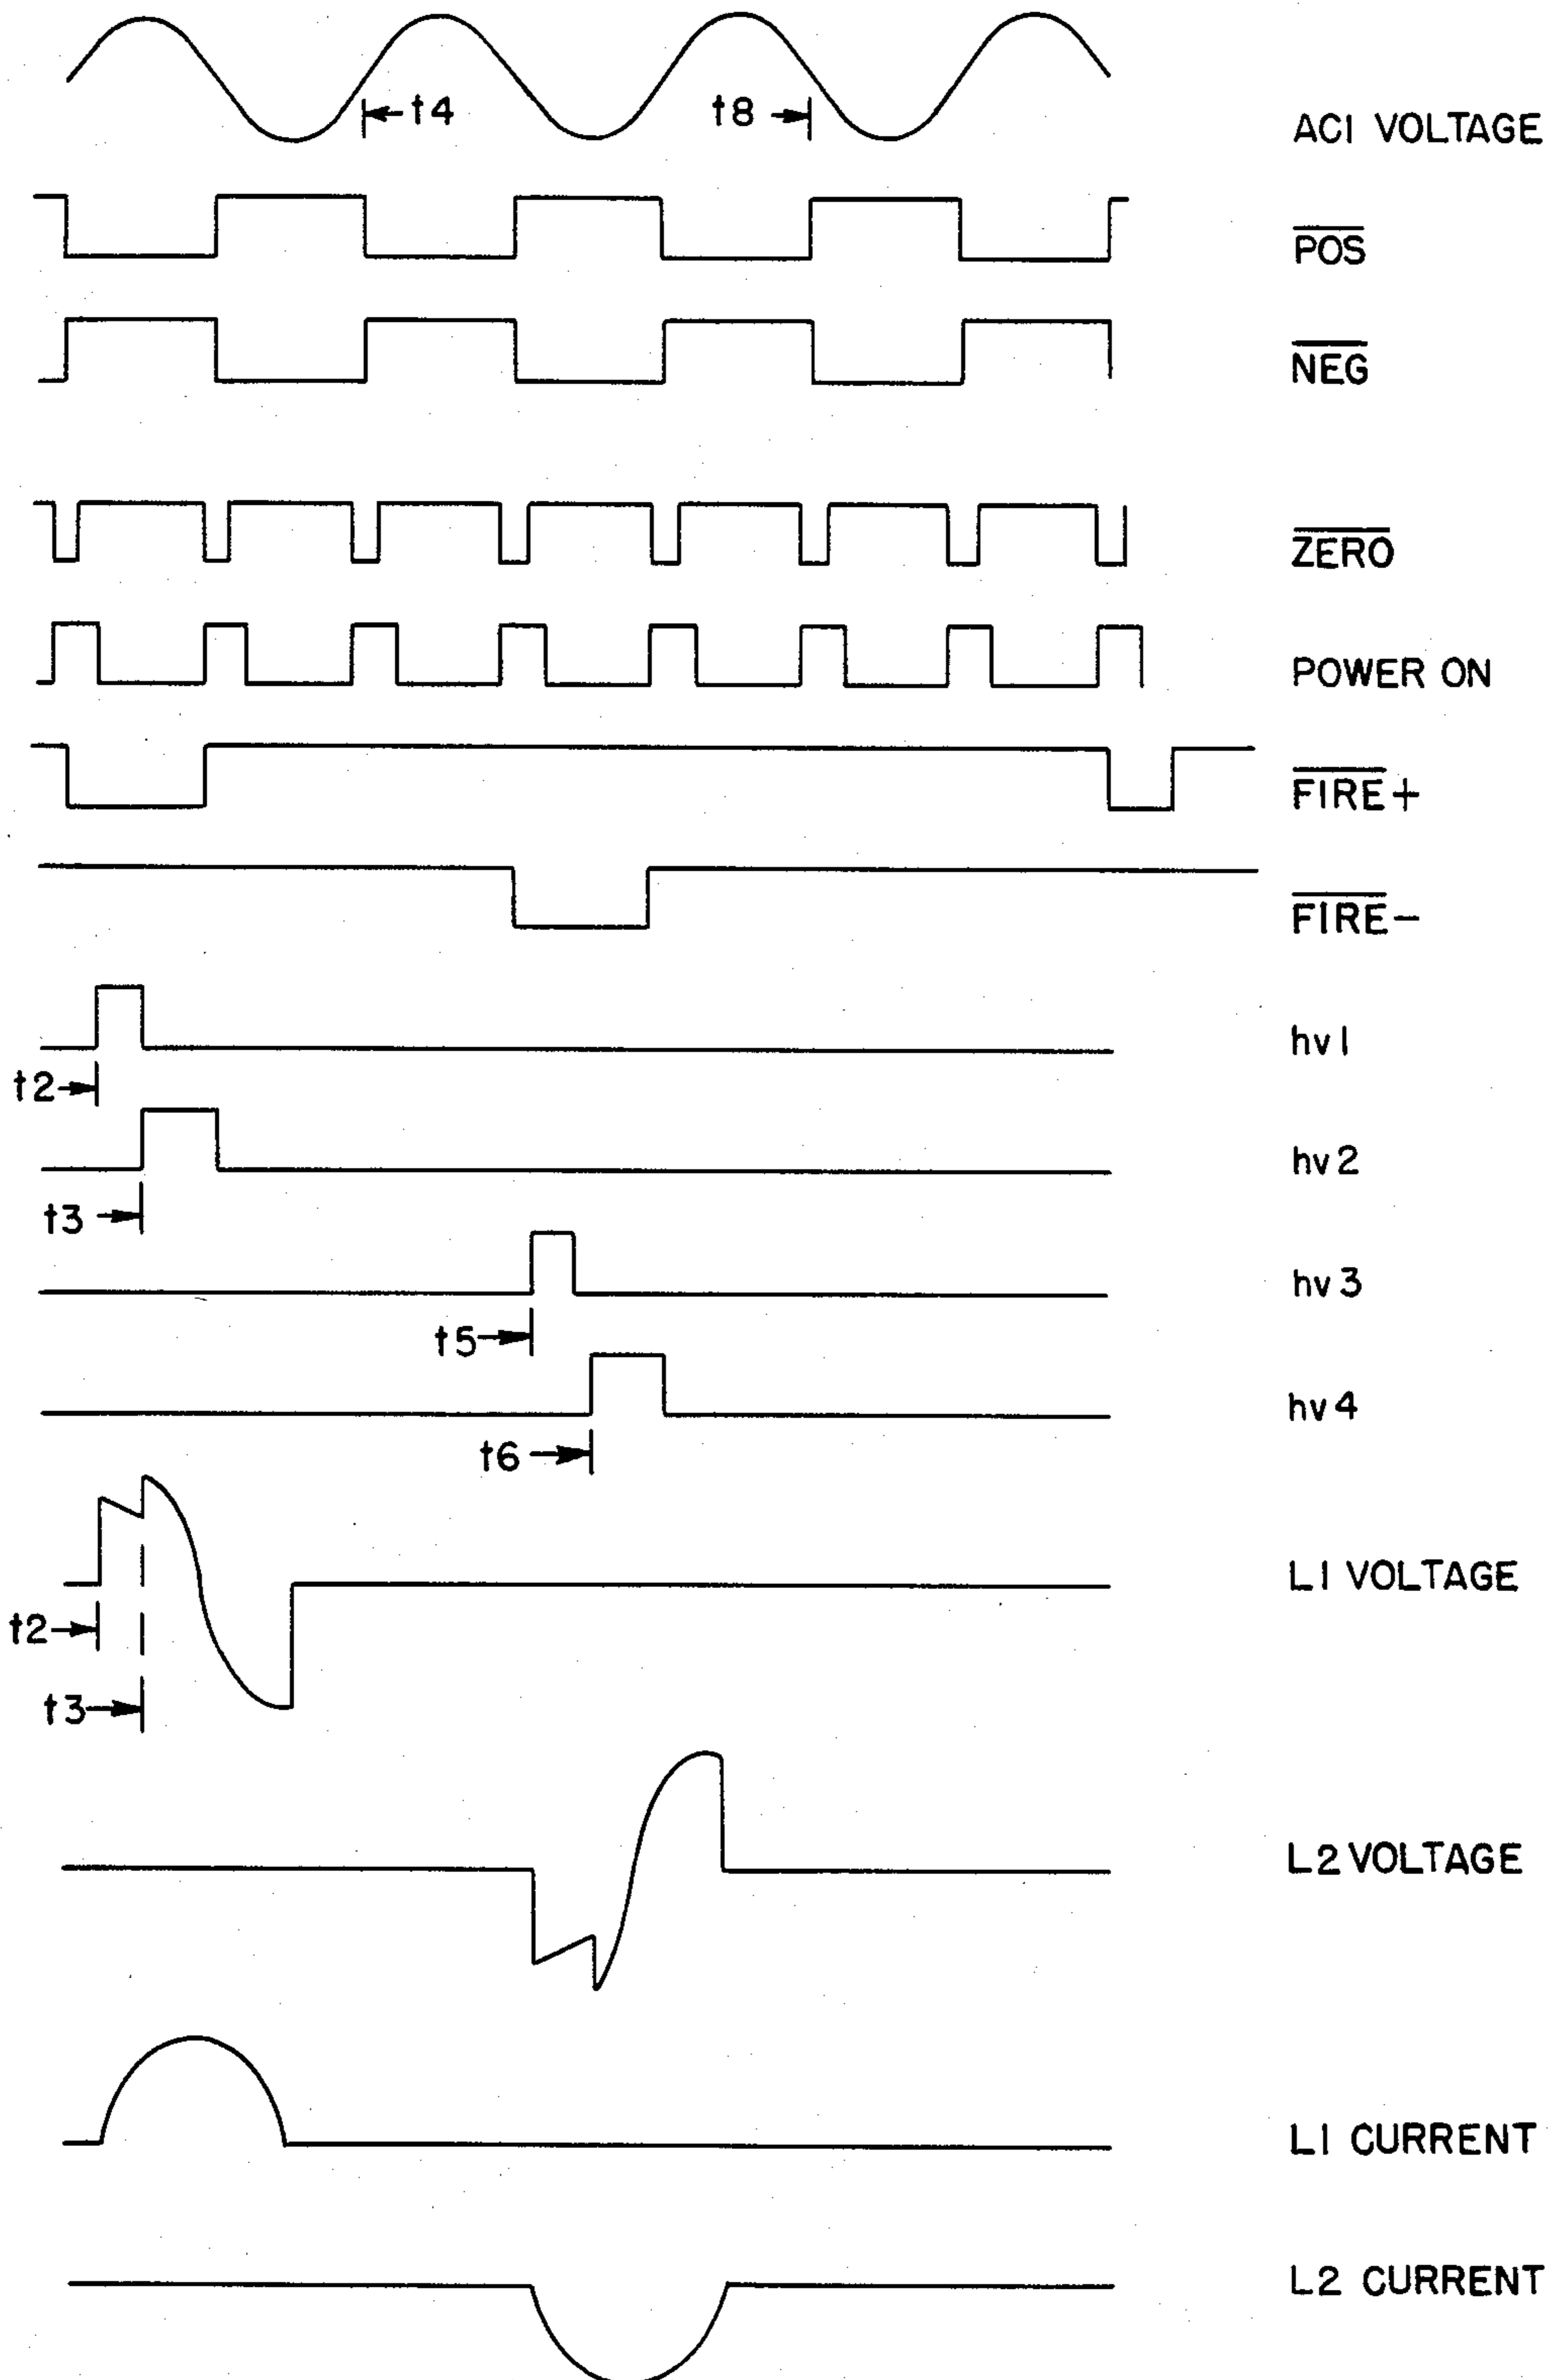 t4
t8
AC1 VOLTAGE
POS
NEG
ZERO
POWER ON
FIRE+
FIRE-
hv1
t2
hv2
t3
hv3
t5
hv4
t6
L1 VOLTAGE
t2
t3
L2 VOLTAGE
L1 CURRENT
L2 CURRENT